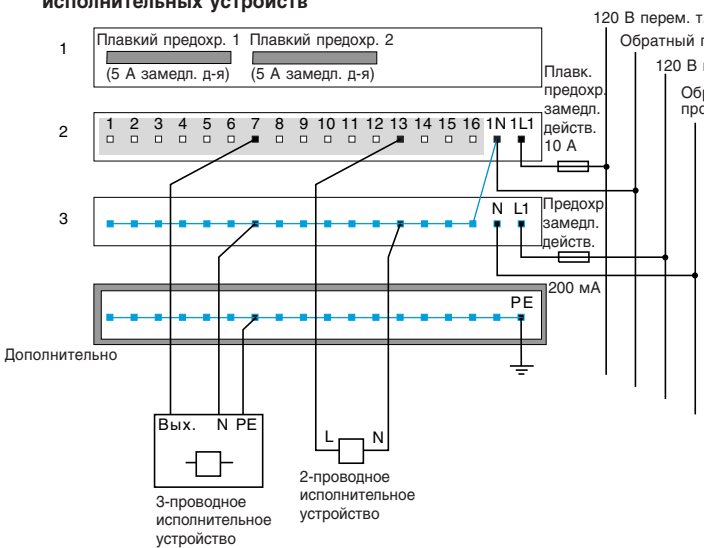 исполнительных устройств
120 В перем. т
Обратный
120 В
1
Плавкий предохр. 1 Плавкий предохр. 2
(5 А замедл. д-я) (5 А замедл. д-я)
Плавк.
предохр.
замедл.
действ.
10 А
2
1 2 3 4 5 6 7 8 9 10 11 12 13 14 15 16 1N 1L1
3
N L1
Предохр.
замедл.
действ.
200 мА
PE
Дополнительно
Вых. N PE
L N
3-проводное
исполнительное
устройство
2-проводное
исполнительное
устройство